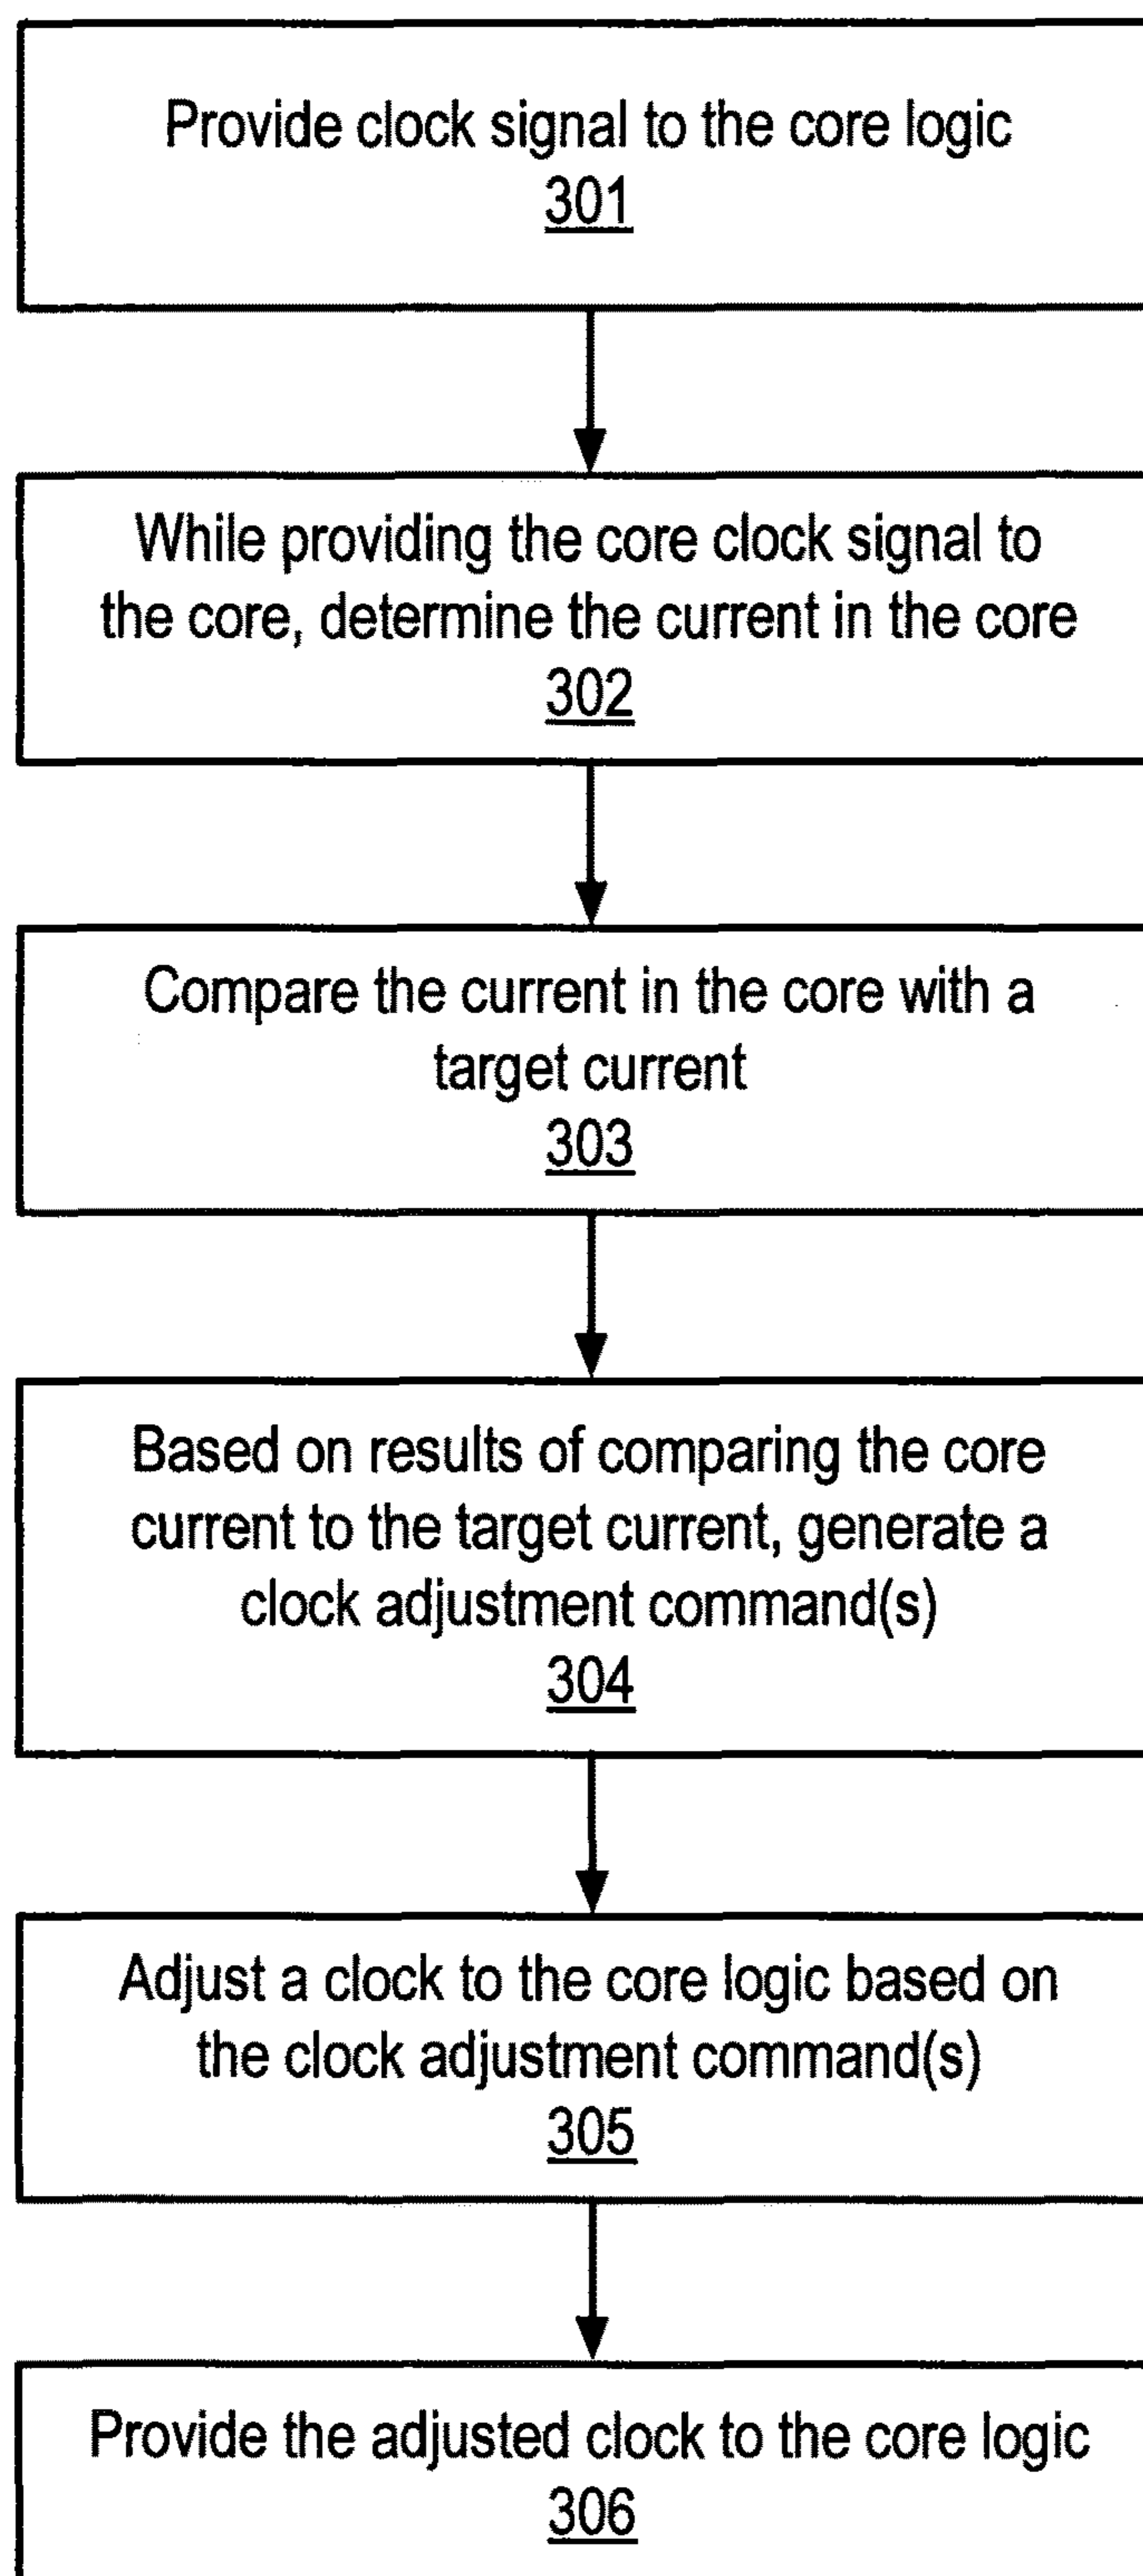 Provide clock signal to the core logic
301
While providing the core clock signal to
the core, determine the current in the core
302
Compare the current in the core with a
target current
303
Based on results of comparing the core
current to the target current, generate a
clock adjustment command(s)
304
Adjust a clock to the core logic based on
the clock adjustment command(s)
305
Provide the adjusted clock to the core logic
306